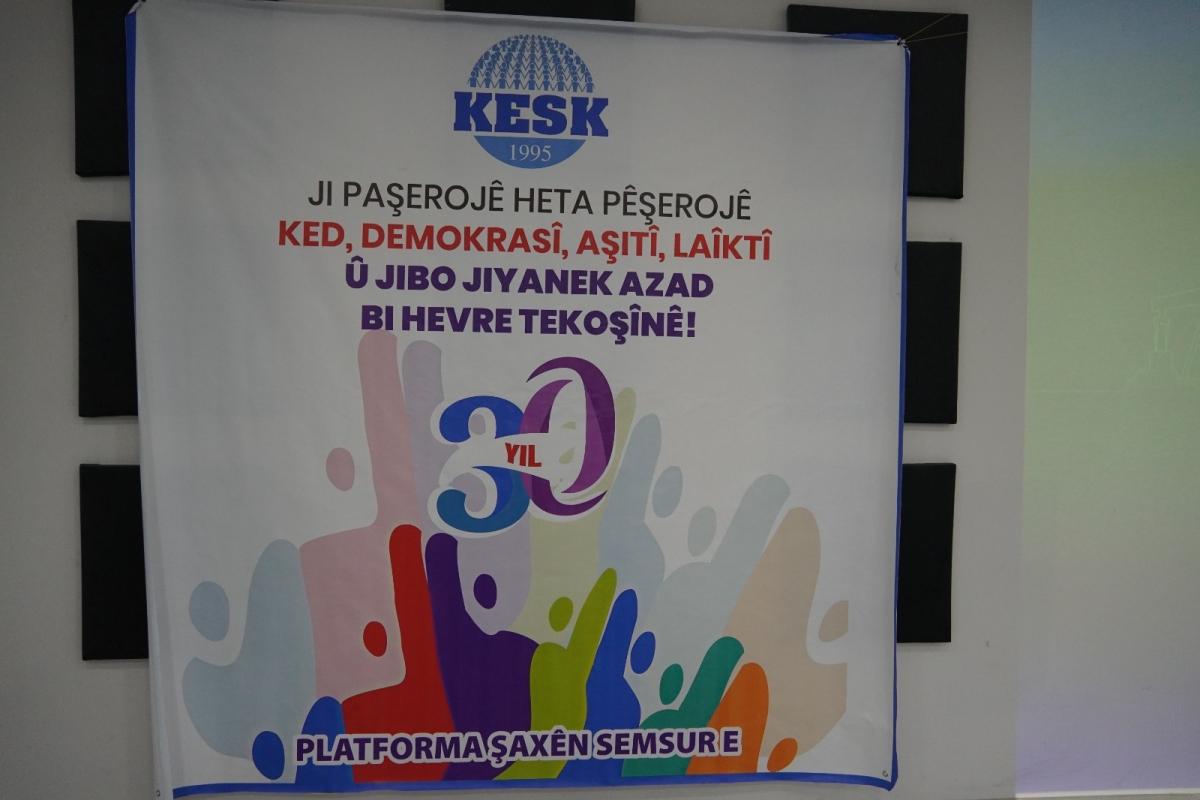 KESK
1995
JI PAŞEROJÊ HETA PÊŞEROJÊ
KED, DEMOKRASÎ, AŞITÎ, LAÎKTÎ
Û JIBO JIYANEK AZAD
BI HEVRE TEKOŞÎNÊ!
30
YIL
PLATFORMA ŞAXÊN SEMSUR E